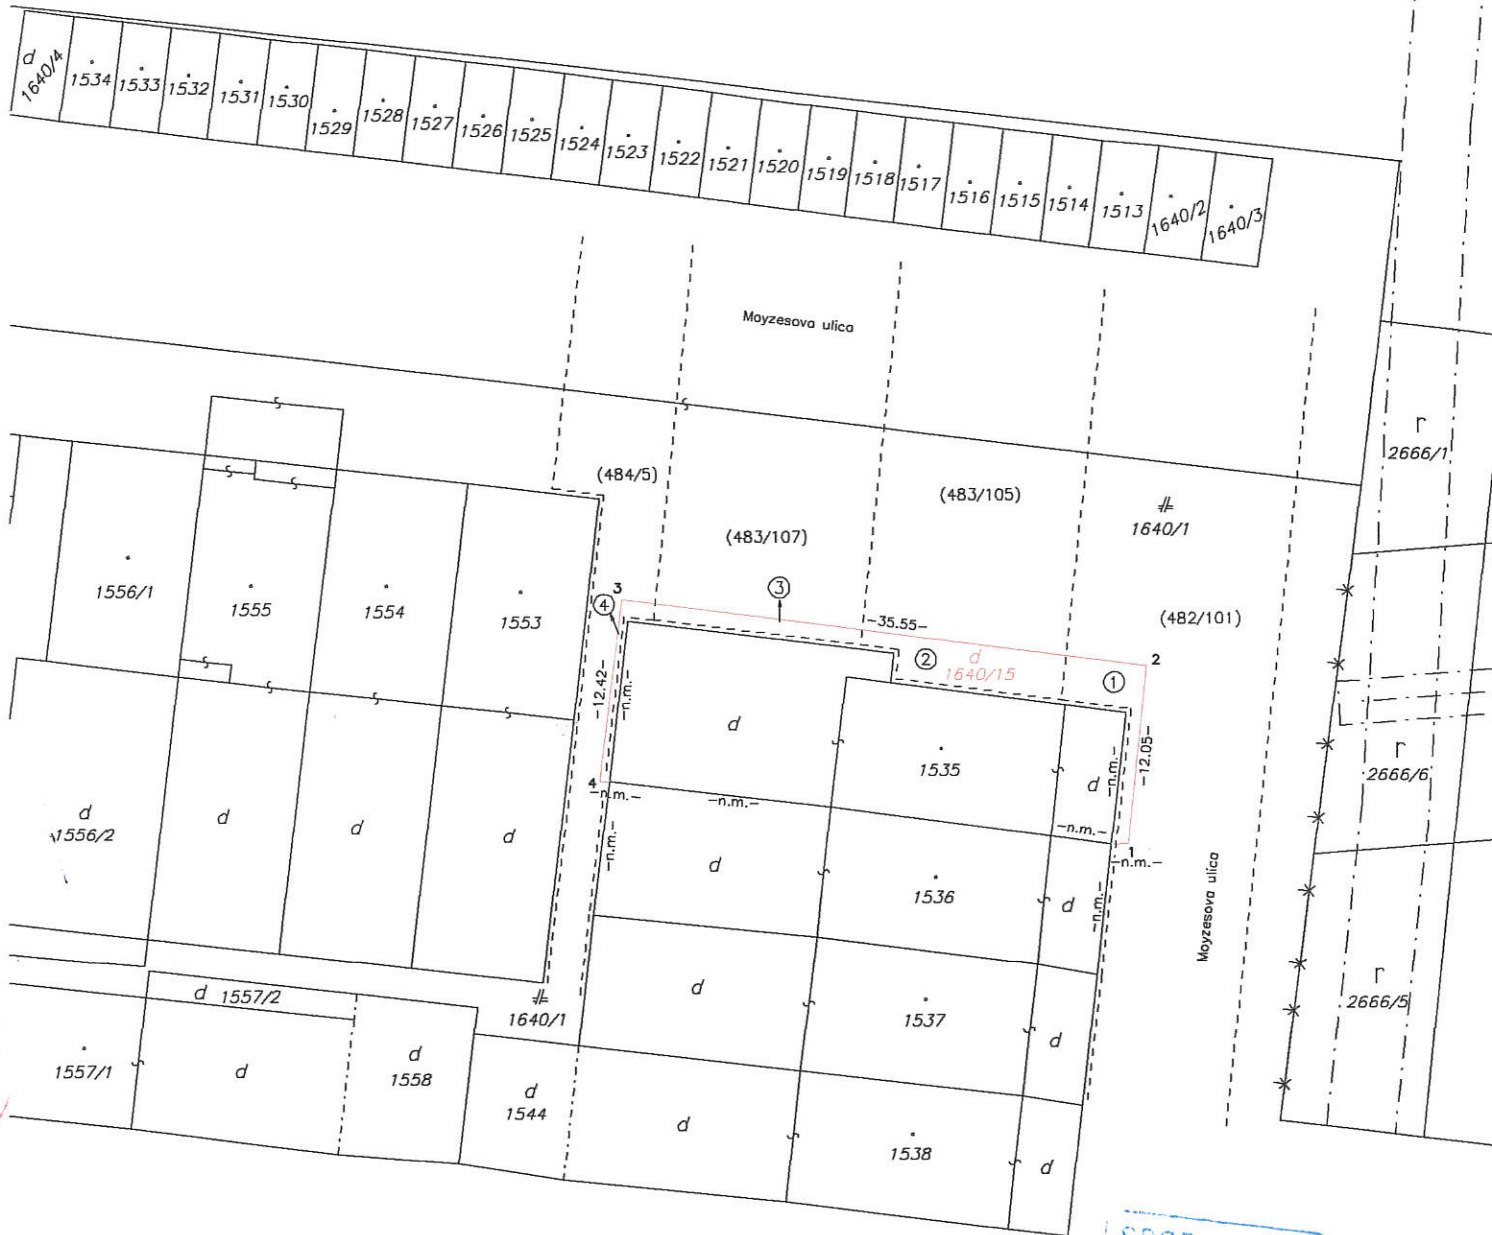 d
1640/4
1534
1533
1532
1531
1530
1529
1528
1527
1526
1525
1524
1523
1522
1521
1520
1519
1518
1517
1516
1515
1514
1513
1640/2
1640/3
Moyzesova ulica
r
2666/1
(484/5)
(483/107)
(483/105)
1640/1
(482/101)
1556/1
1555
1554
1553
3
4
3
-35.55-
2
d
1640/15
2
1
-12.42-
-n.m.-
d
1535
d
-n.m.-
-12.05-
r
2666/6
4
-n.m.-
-n.m.-
-n.m.-
1
-n.m.-
d
1556/2
d
d
d
-n.m.-
d
1536
d
-n.m.-
Moyzesova ulica
d
1557/2
1640/1
d
1537
d
r
2666/5
1557/1
d
d
1558
d
1544
d
1538
d